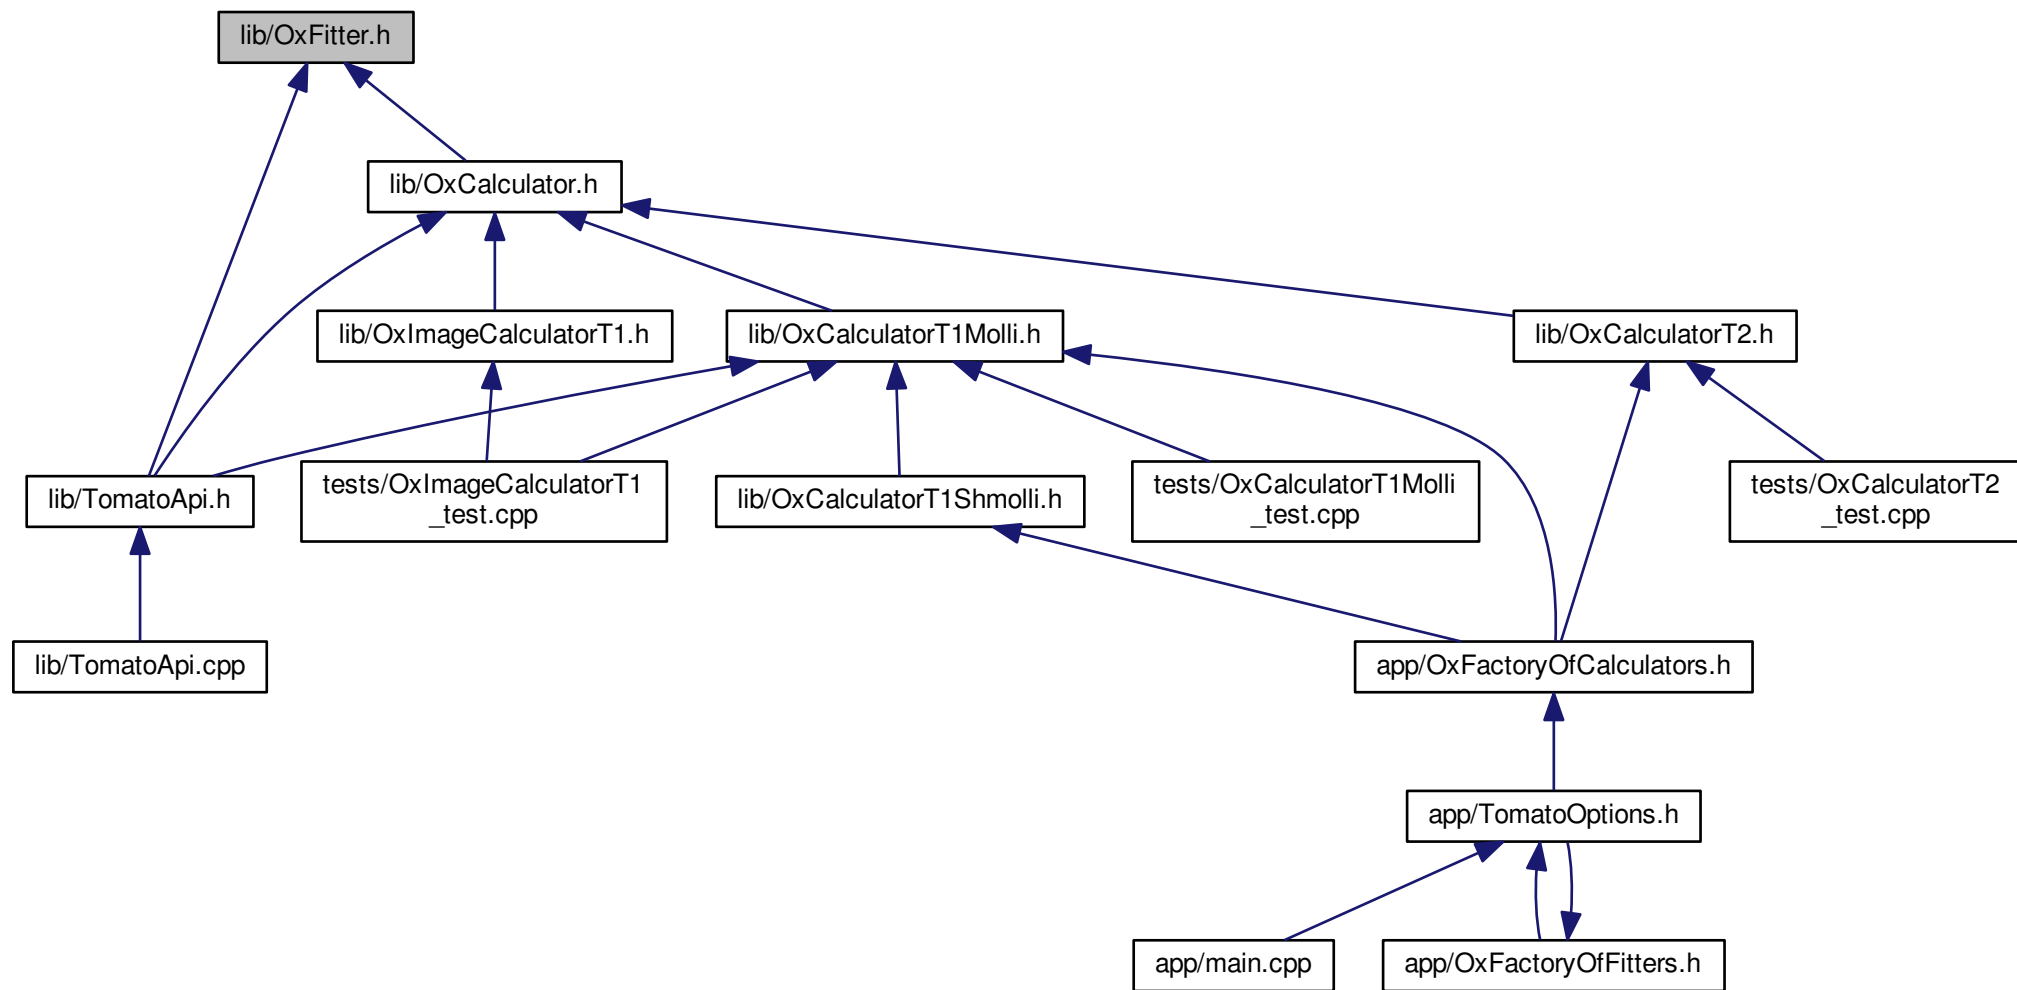 lib/OxFitter.h
lib/OxCalculator.h
lib/OxImageCalculatorT1.h
lib/OxCalculatorT1Molli.h
lib/OxCalculatorT2.h
lib/TomatoApi.h
tests/OxImageCalculatorT1
_test.cpp
lib/OxCalculatorT1Shmolli.h
tests/OxCalculatorT1Molli
_test.cpp
tests/OxCalculatorT2
_test.cpp
lib/TomatoApi.cpp
app/OxFactoryOfCalculators.h
app/TomatoOptions.h
app/main.cpp
app/OxFactoryOfFitters.h